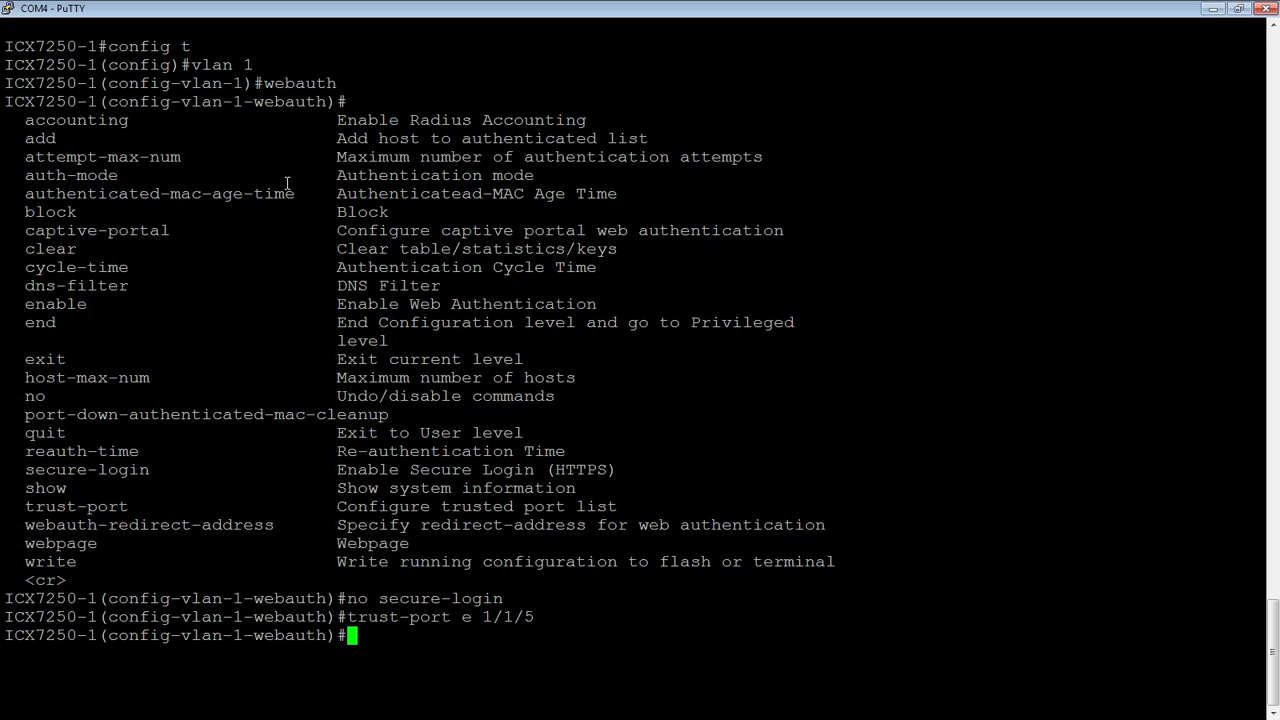 COM4 - PuTTY
ICX7250-1#config t
ICX7250-1(config)#vlan 1
ICX7250-1(config-vlan-1)#webauth
ICX7250-1(config-vlan-1-webauth)#
accounting Enable Radius Accounting
add Add host to authenticated list
attempt-max-num Maximum number of authentication attempts
auth-mode Authentication mode
authenticated-mac-age-time Authenticatead-MAC Age Time
block Block
captive-portal Configure captive portal web authentication
clear Clear table/statistics/keys
cycle-time Authentication Cycle Time
dns-filter DNS Filter
enable Enable Web Authentication
end End Configuration level and go to Privileged
level
exit Exit current level
host-max-num Maximum number of hosts
no Undo/disable commands
port-down-authenticated-mac-cleanup
quit Exit to User level
reauth-time Re-authentication Time
secure-login Enable Secure Login (HTTPS)
show Show system information
trust-port Configure trusted port list
webauth-redirect-address Specify redirect-address for web authentication
webpage Webpage
write Write running configuration to flash or terminal
<cr>
ICX7250-1(config-vlan-1-webauth)#no secure-login
ICX7250-1(config-vlan-1-webauth)#trust-port e 1/1/5
ICX7250-1(config-vlan-1-webauth)#